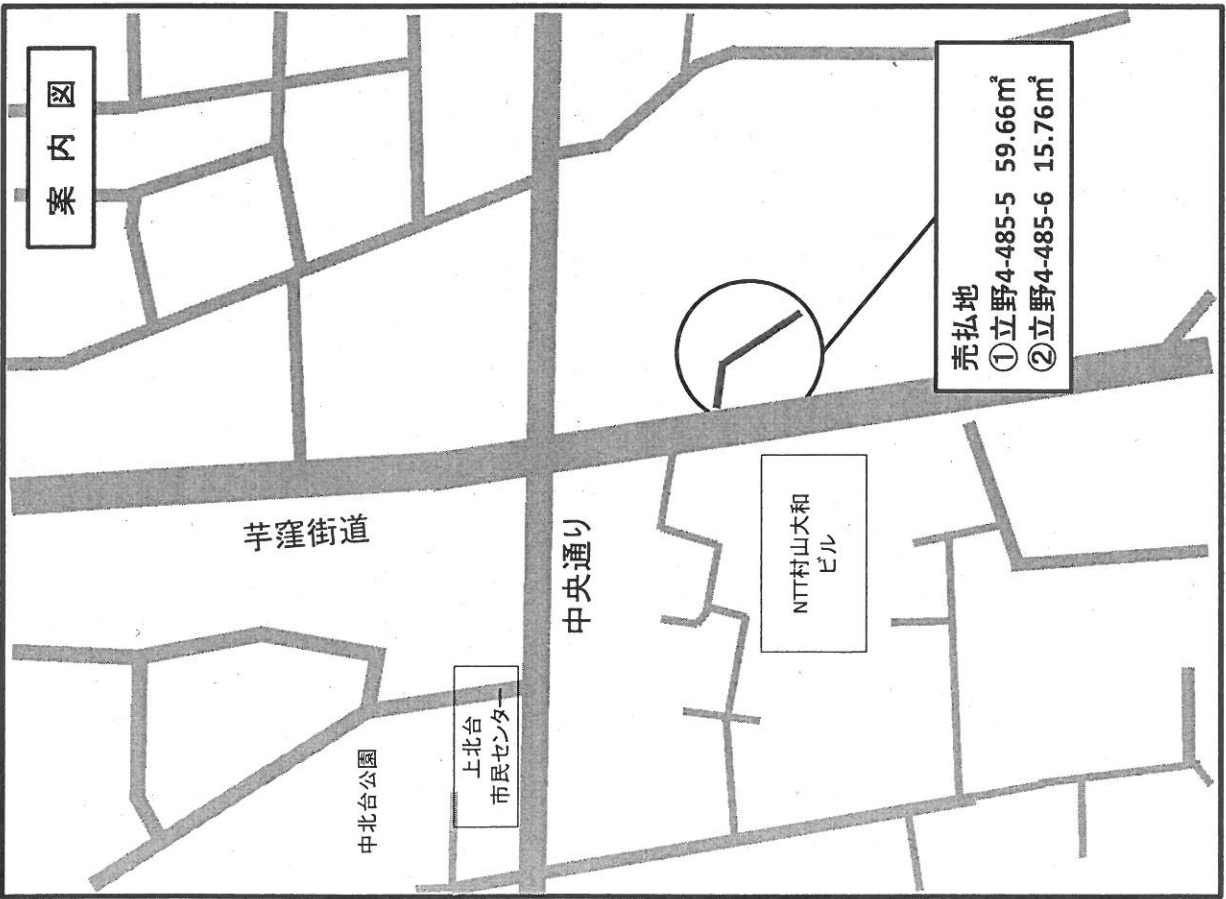 案内図
芋窪街道
中央通り
NTT村山大和
ビル
上北台
市民センター
中北台公園
売払地
①立野4-485-5 59.66㎡
②立野4-485-6 15.76㎡